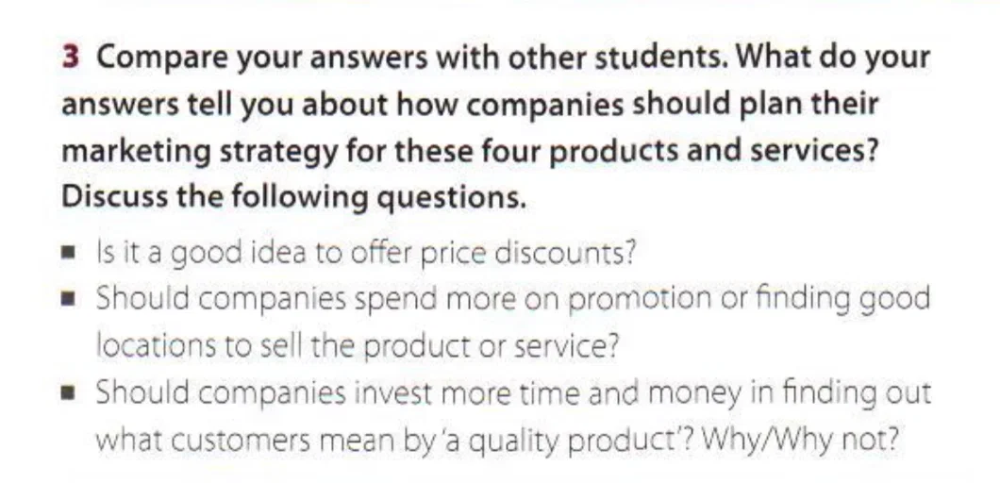 3 Compare your answers with other students. What do your
answers tell you about how companies should plan their
marketing strategy for these four products and services?
Discuss the following questions.
▪ Is it a good idea to offer price discounts?
▪ Should companies spend more on promotion or finding good
locations to sell the product or service?
▪ Should companies invest more time and money in finding out
what customers mean by ‘a quality product’? Why/Why not?